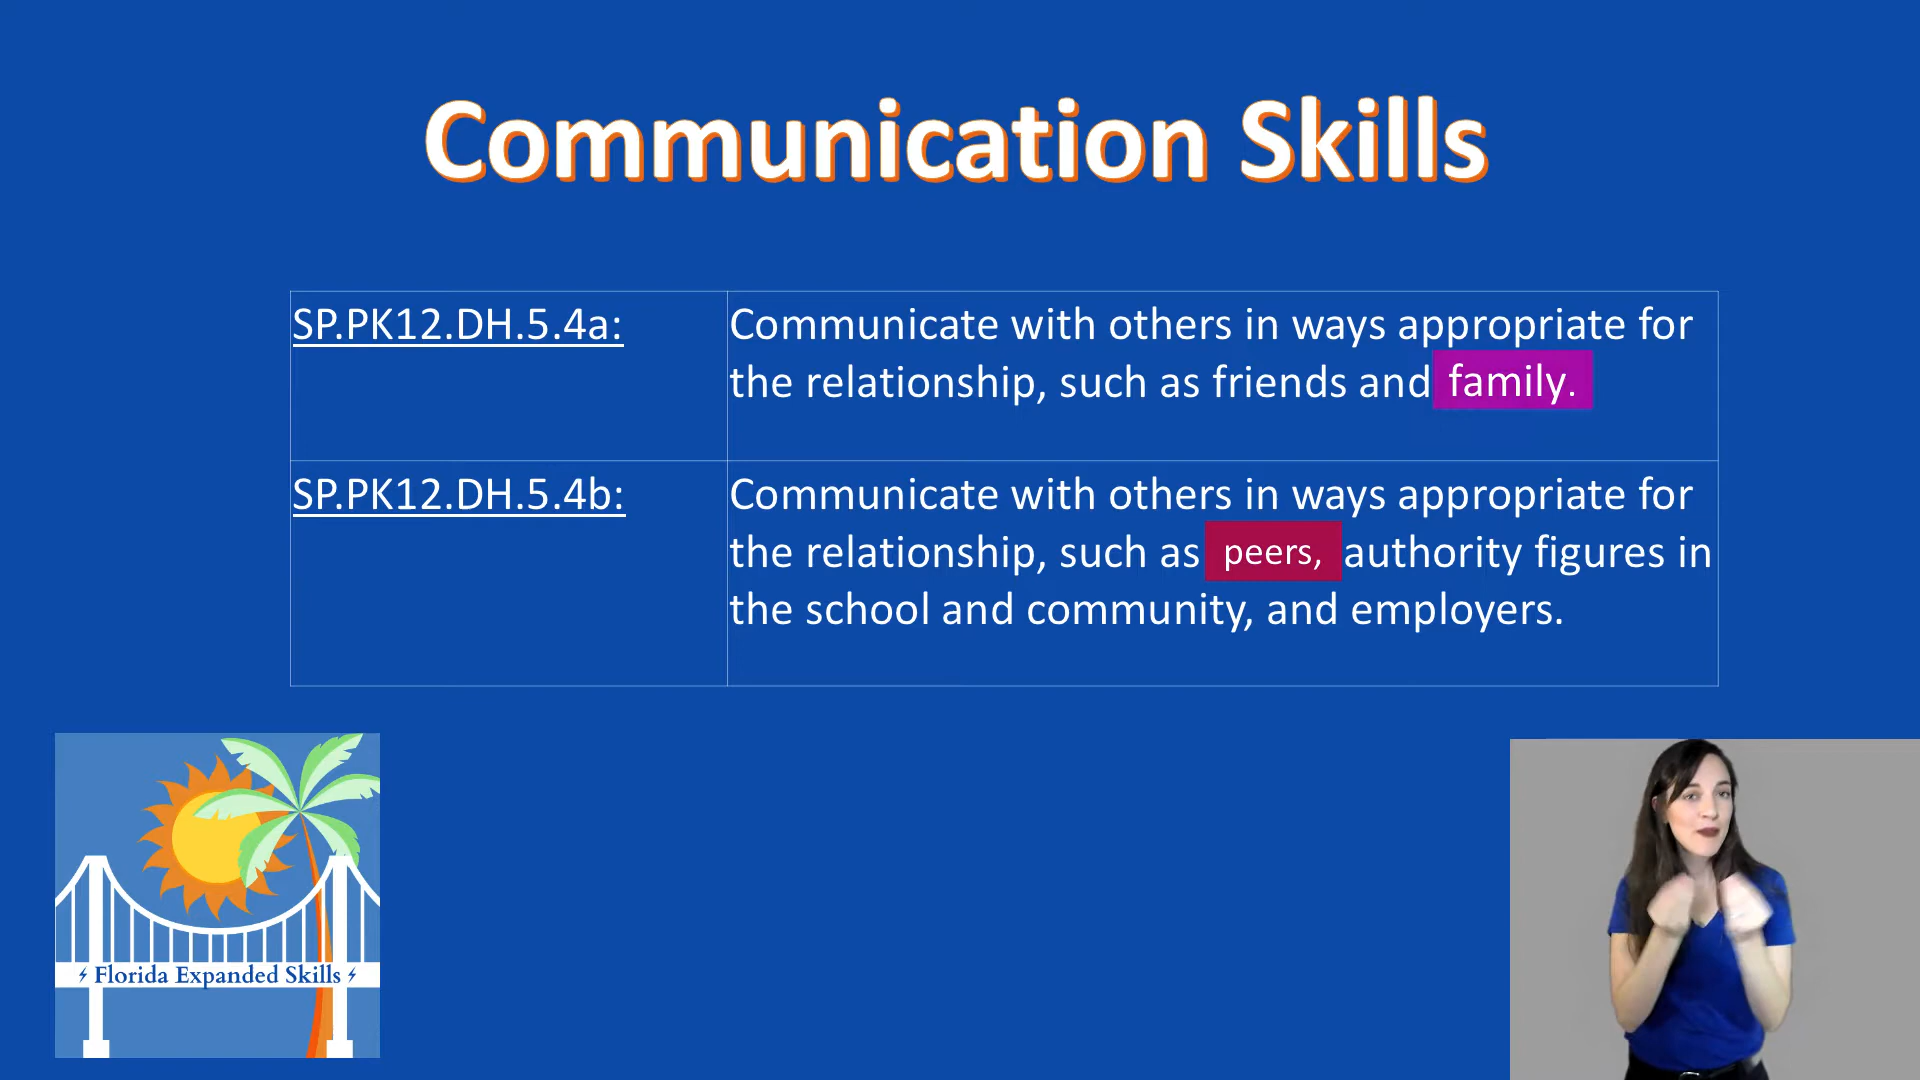 Communication Skills
SP.PK12.DH.5.4a:
Communicate with others in ways appropriate for
the relationship, such as friends and family.
SP.PK12.DH.5.4b:
Communicate with others in ways appropriate for
the relationship, such as peers, authority figures in
the school and community, and employers.
Florida Expanded Skills